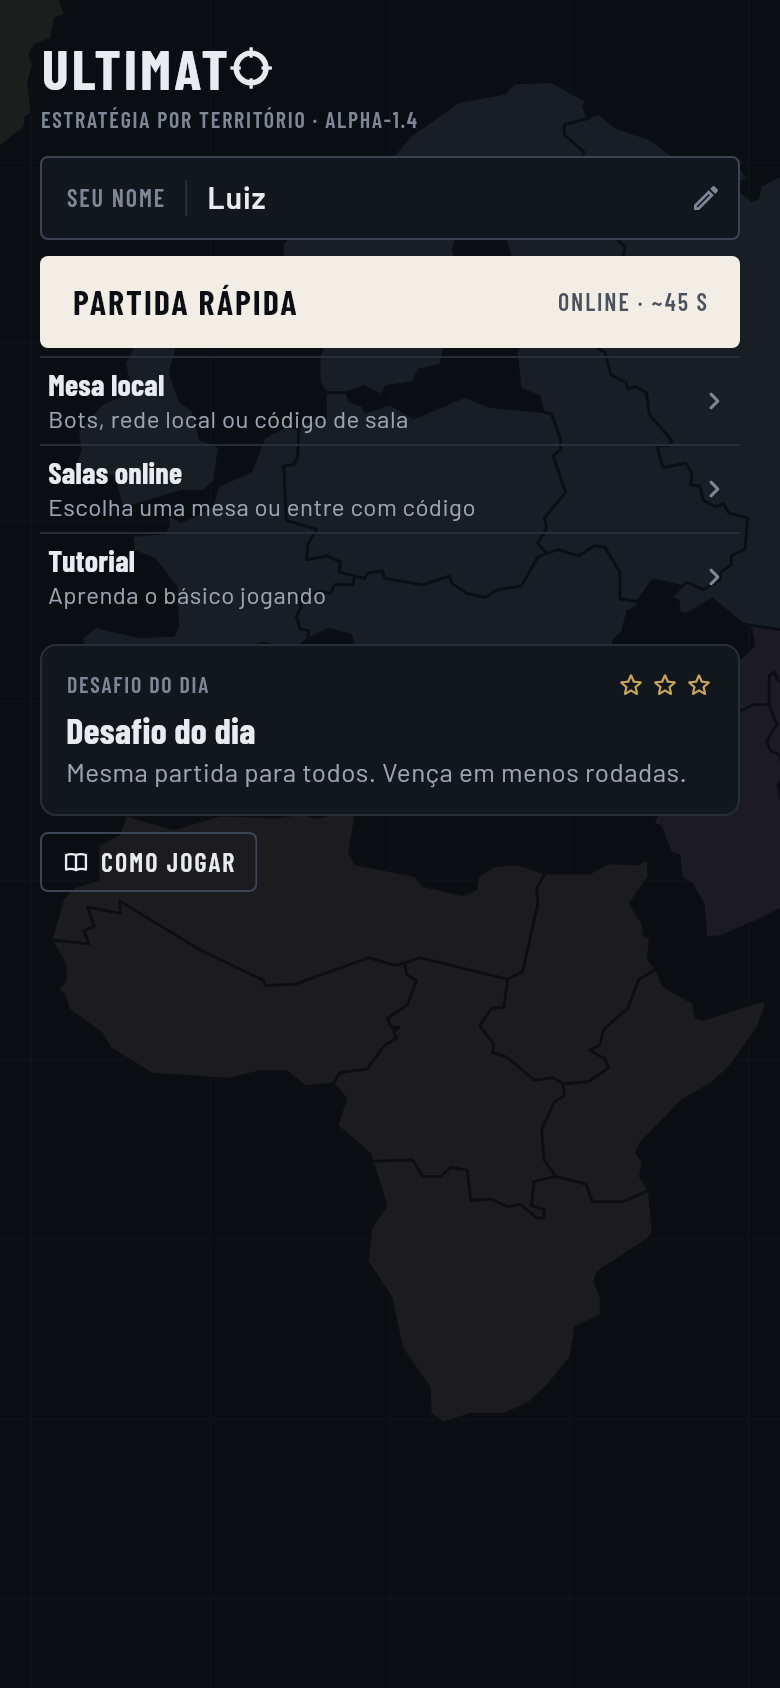 ULTIMATO
ESTRATÉGIA POR TERRITÓRIO · ALPHA-1.4
SEU NOME Luiz
PARTIDA RÁPIDA ONLINE · ~45 S
Mesa local
Bots, rede local ou código de sala
Salas online
Escolha uma mesa ou entre com código
Tutorial
Aprenda o básico jogando
DESAFIO DO DIA
Desafio do dia
Mesma partida para todos. Vença em menos rodadas.
COMO JOGAR